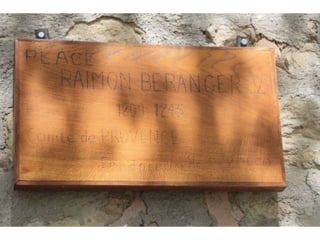 PLACE
RAIMON BERANGER V
1209 1245
Comte de PROVENCE